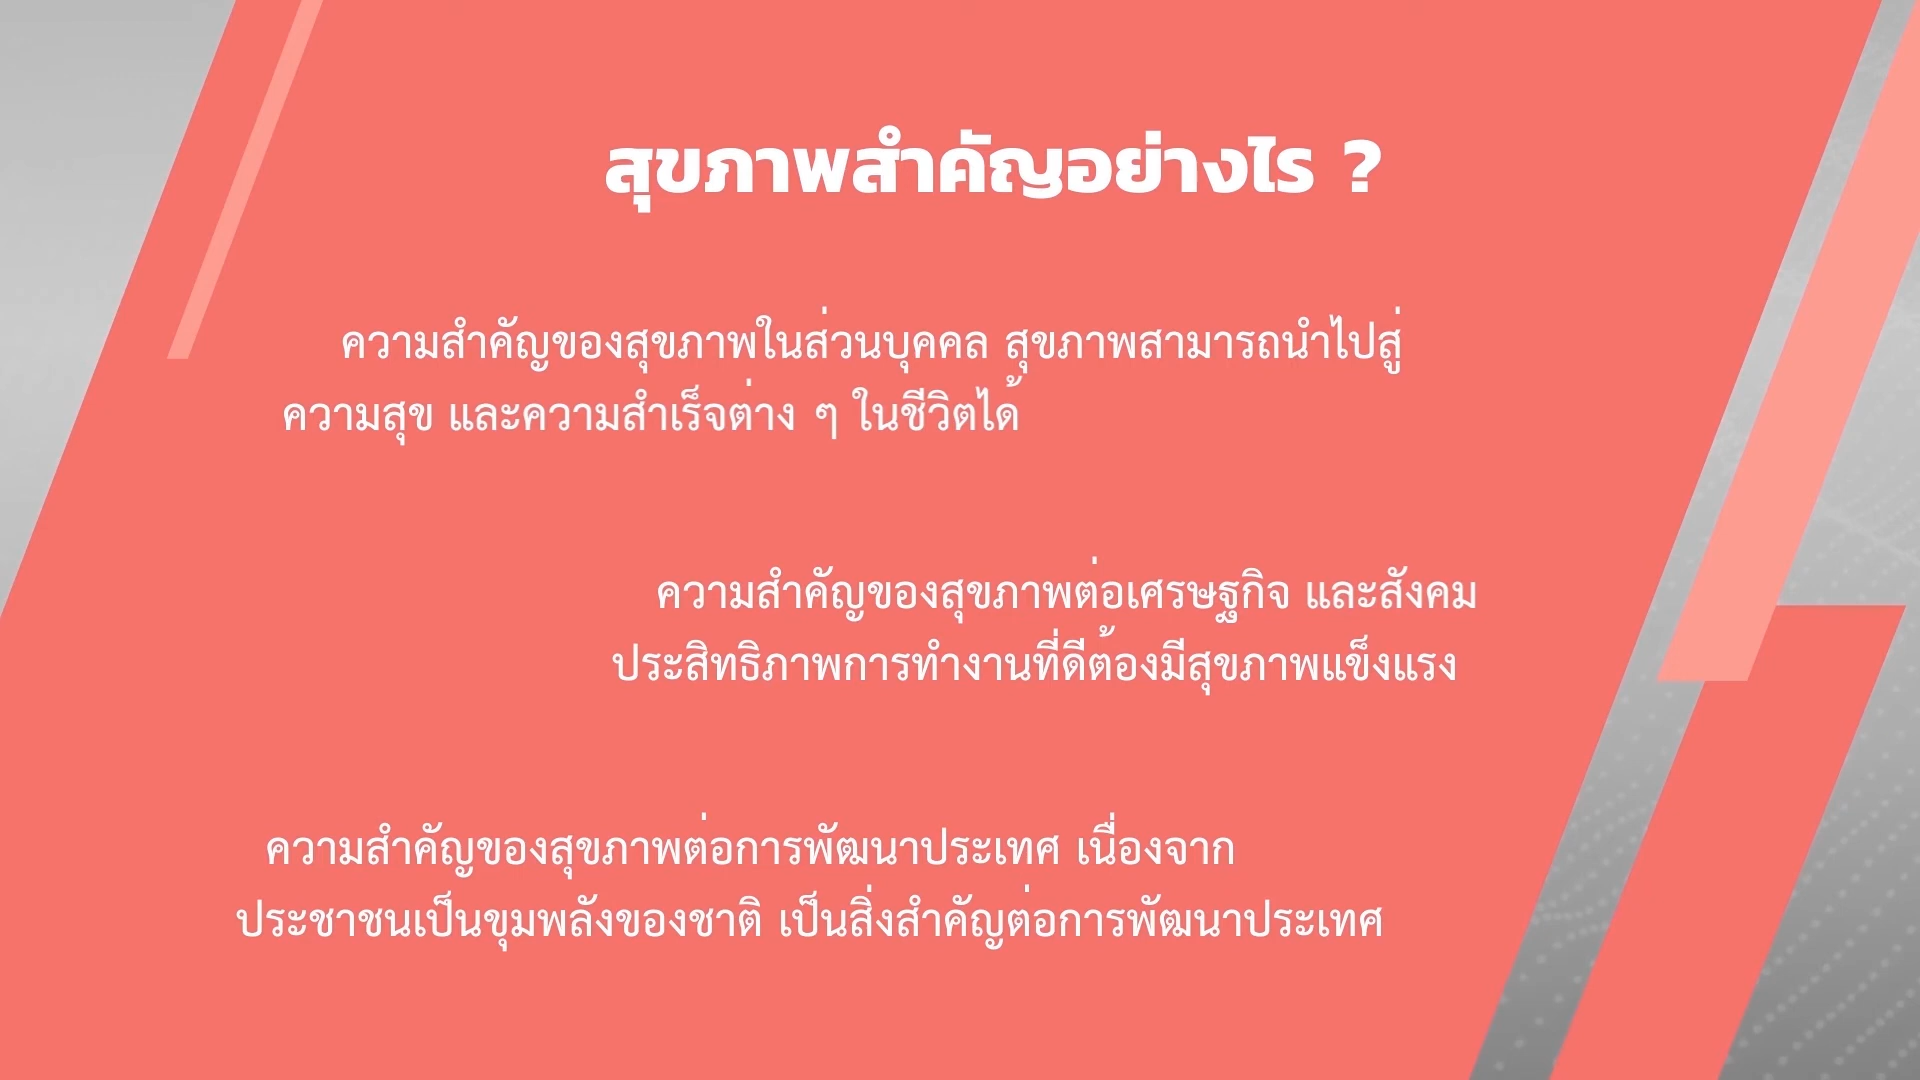 สุขภาพสำคัญอย่างไร ?
ความสำคัญของสุขภาพในส่วนบุคคล สุขภาพสามารถนำไปสู่
ความสุข และความสำเร็จต่าง ๆ ในชีวิตได้
ความสำคัญของสุขภาพต่อเศรษฐกิจ และสังคม
ประสิทธิภาพการทำงานที่ดีต้องมีสุขภาพแข็งแรง
ความสำคัญของสุขภาพต่อการพัฒนาประเทศ เนื่องจาก
ประชาชนเป็นขุมพลังของชาติ เป็นสิ่งสำคัญต่อการพัฒนาประเทศ